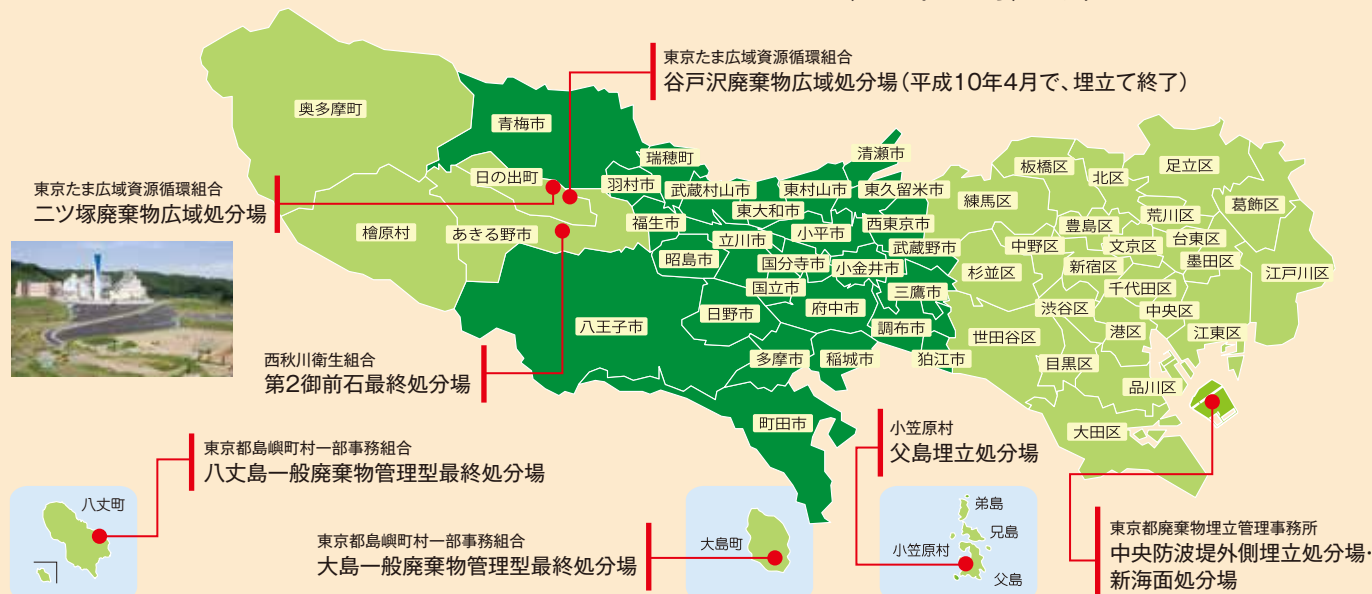 東京たま広域資源循環組合
谷戸沢廃棄物広域処分場(平成10年4月で、埋立て終了)
奥多摩町
青梅市
瑞穂町
清瀬市
板橋区
北区
足立区
東京たま広域資源循環組合
二ツ塚廃棄物広域処分場
日の出町
羽村市
武蔵村山市
東村山市
東久留米市
練馬区
葛飾区
檜原村
あきる野市
福生市
東大和市
小平市
西東京市
豊島区
荒川区
立川市
武蔵野市
中野区
文京区
台東区
昭島市
国分寺市
小金井市
杉並区
新宿区
墨田区
江戸川区
国立市
三鷹市
千代田区
八王子市
日野市
府中市
調布市
世田谷区
渋谷区
港区
中央区
江東区
西秋川衛生組合
第2御前石最終処分場
多摩市
稲城市
狛江市
目黒区
品川区
町田市
大田区
小笠原村
父島埋立処分場
東京都島嶼町村一部事務組合
八丈島一般廃棄物管理型最終処分場
八丈町
東京都島嶼町村一部事務組合
大島一般廃棄物管理型最終処分場
大島町
弟島
兄島
小笠原村
父島
東京都廃棄物埋立管理事務所
中央防波堤外側埋立処分場・
新海面処分場